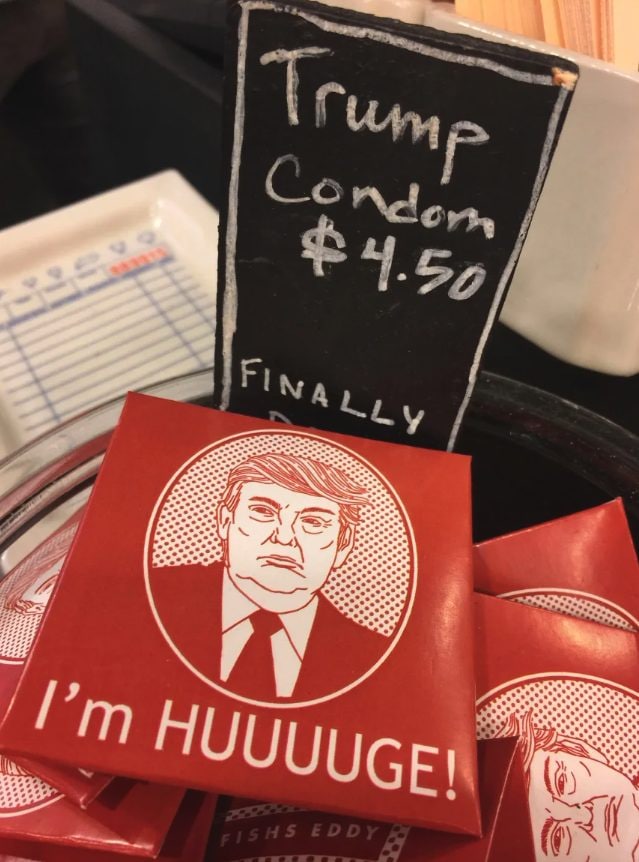 Trump
Condom
$4.50
FINALLY
I'm HUUUUGE!
FISHS EDDY